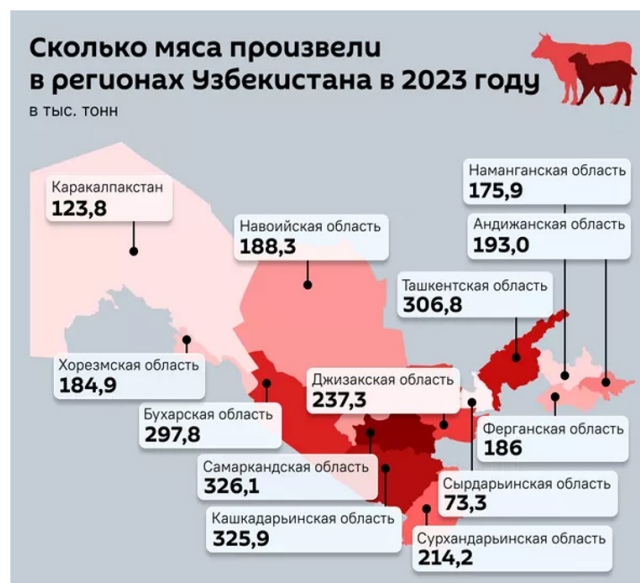 Сколько мяса произвели
в регионах Узбекистана в 2023 году
в тыс. тонн
Каракалпакстан
123,8
Навоийская область
188,3
Наманганская область
175,9
Андижанская область
193,0
Ташкентская область
306,8
Хорезмская область
184,9
Джизакская область
237,3
Бухарская область
297,8
Ферганская область
186
Самаркандская область
326,1
Сырдарьинская область
73,3
Кашкадарьинская область
325,9
Сурхандарьинская область
214,2